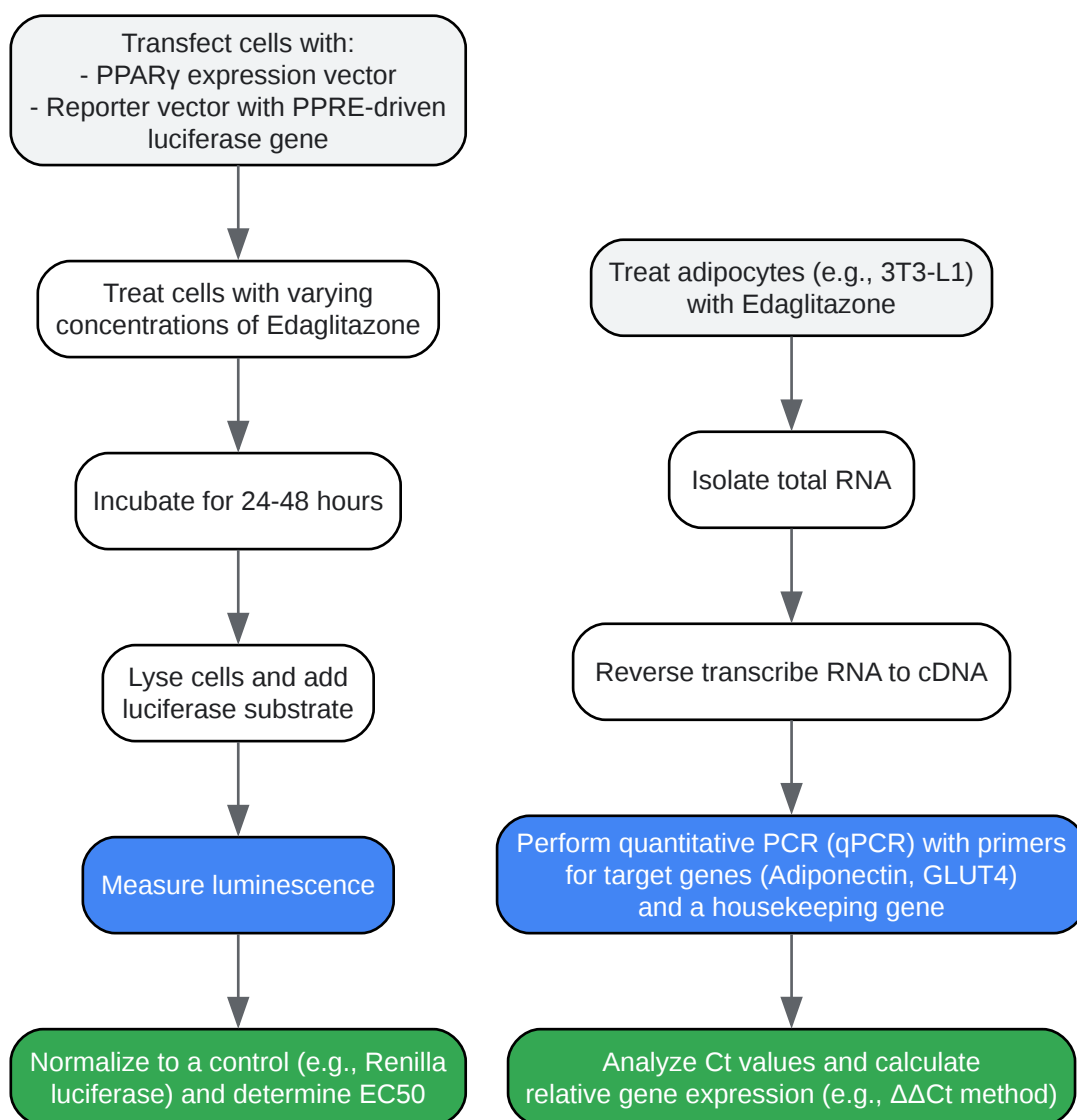 Transfect cells with:
- PPARγ expression vector
- Reporter vector with PPRE-driven
luciferase gene
Treat cells with varying
concentrations of Edaglitazone
Incubate for 24-48 hours
Lyse cells and add
luciferase substrate
Measure luminescence
Normalize to a control (e.g., Renilla
luciferase) and determine EC50
Treat adipocytes (e.g., 3T3-L1)
with Edaglitazone
Isolate total RNA
Reverse transcribe RNA to cDNA
Perform quantitative PCR (qPCR) with primers
for target genes (Adiponectin, GLUT4)
and a housekeeping gene
Analyze Ct values and calculate
relative gene expression (e.g., ΔΔCt method)